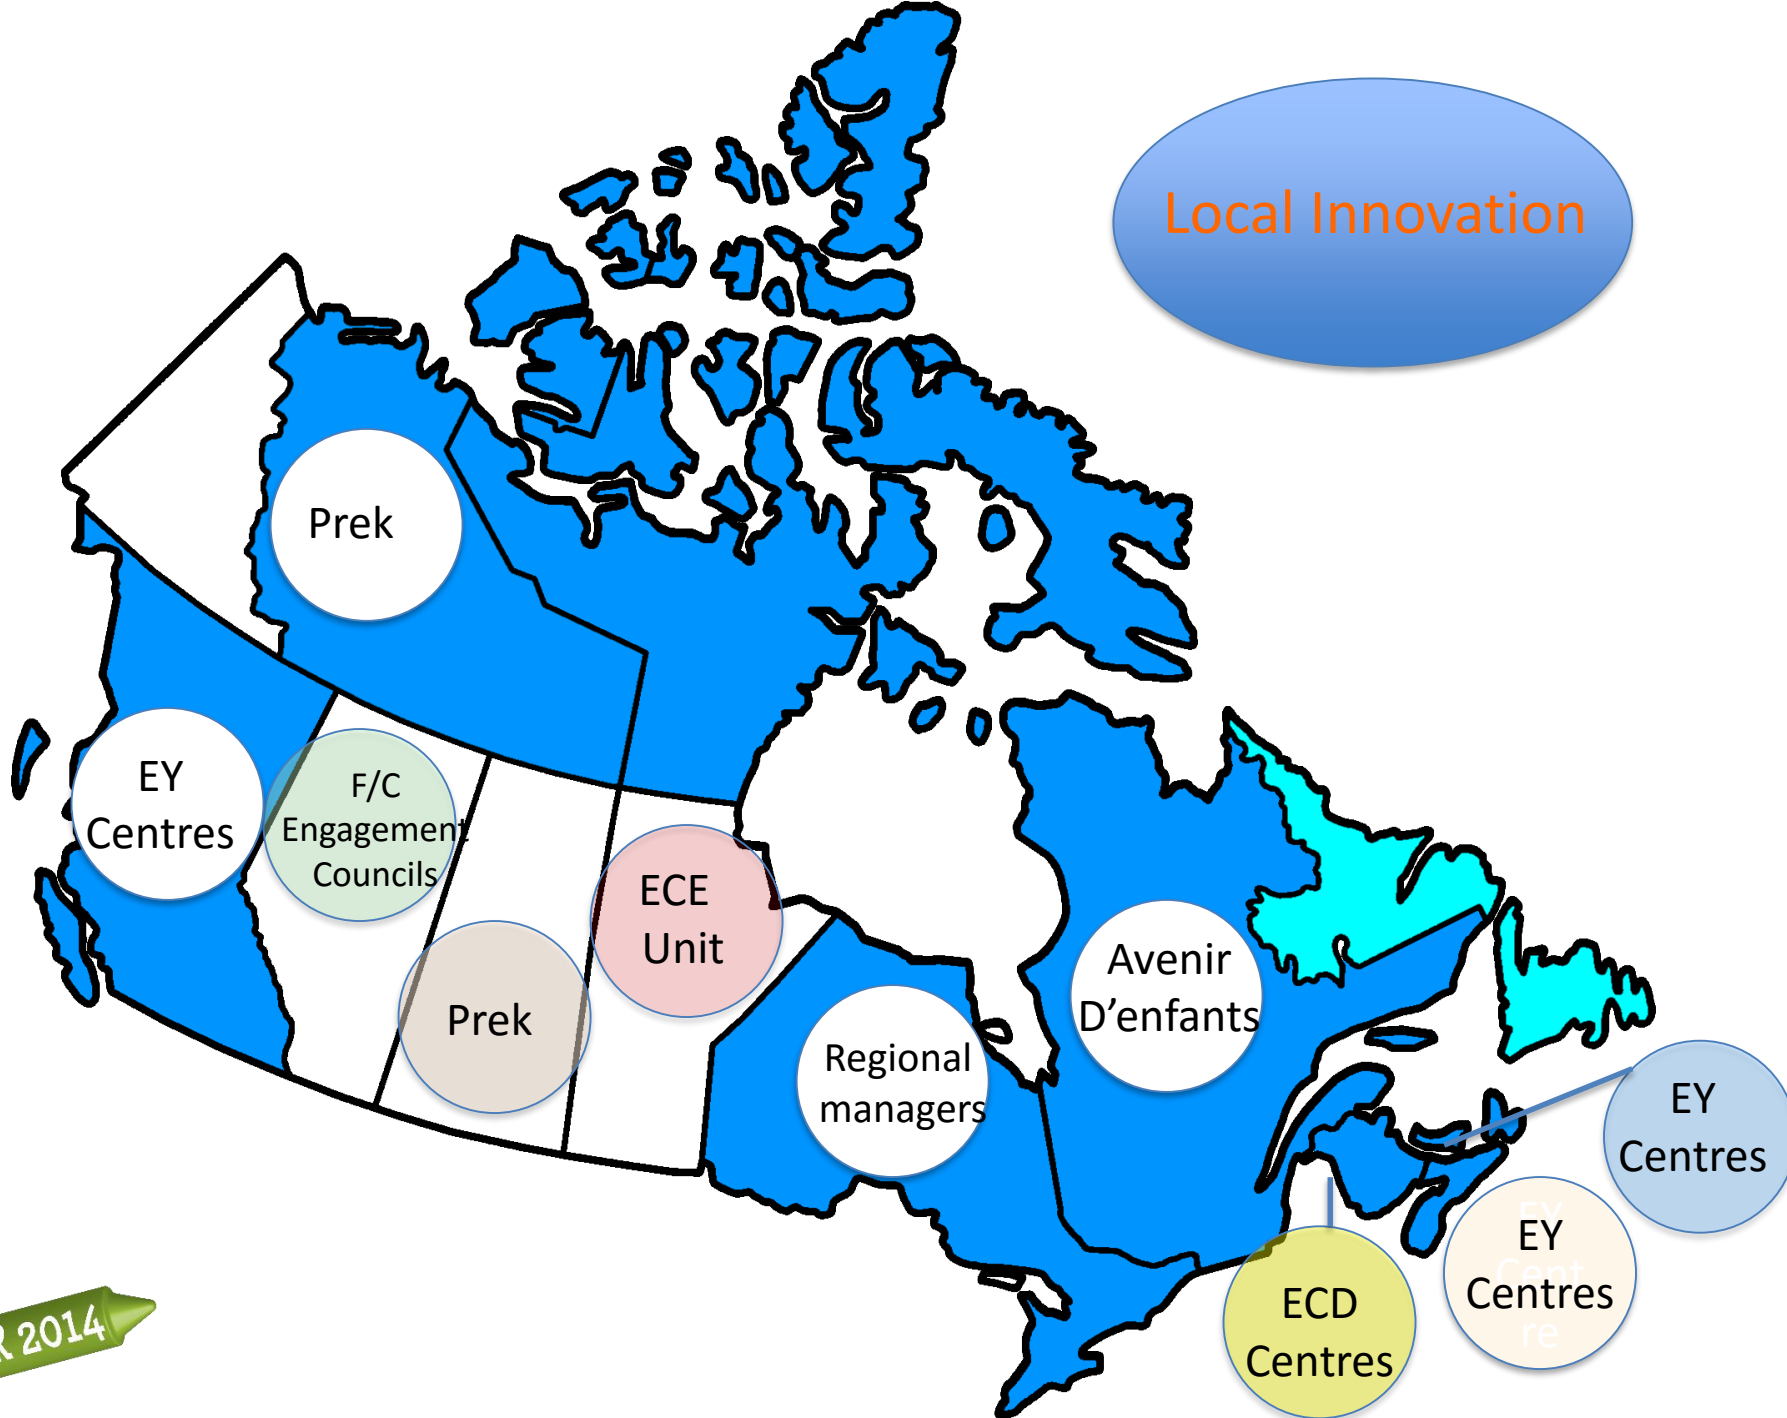 Local Innovation
Prek
EY
Centres
F/C
Engagement
Councils
Prek
ECE
Unit
Regional
managers
Avenir
D’enfants
EY
Centres
EY
Centres
ECD
Centres
R 2014